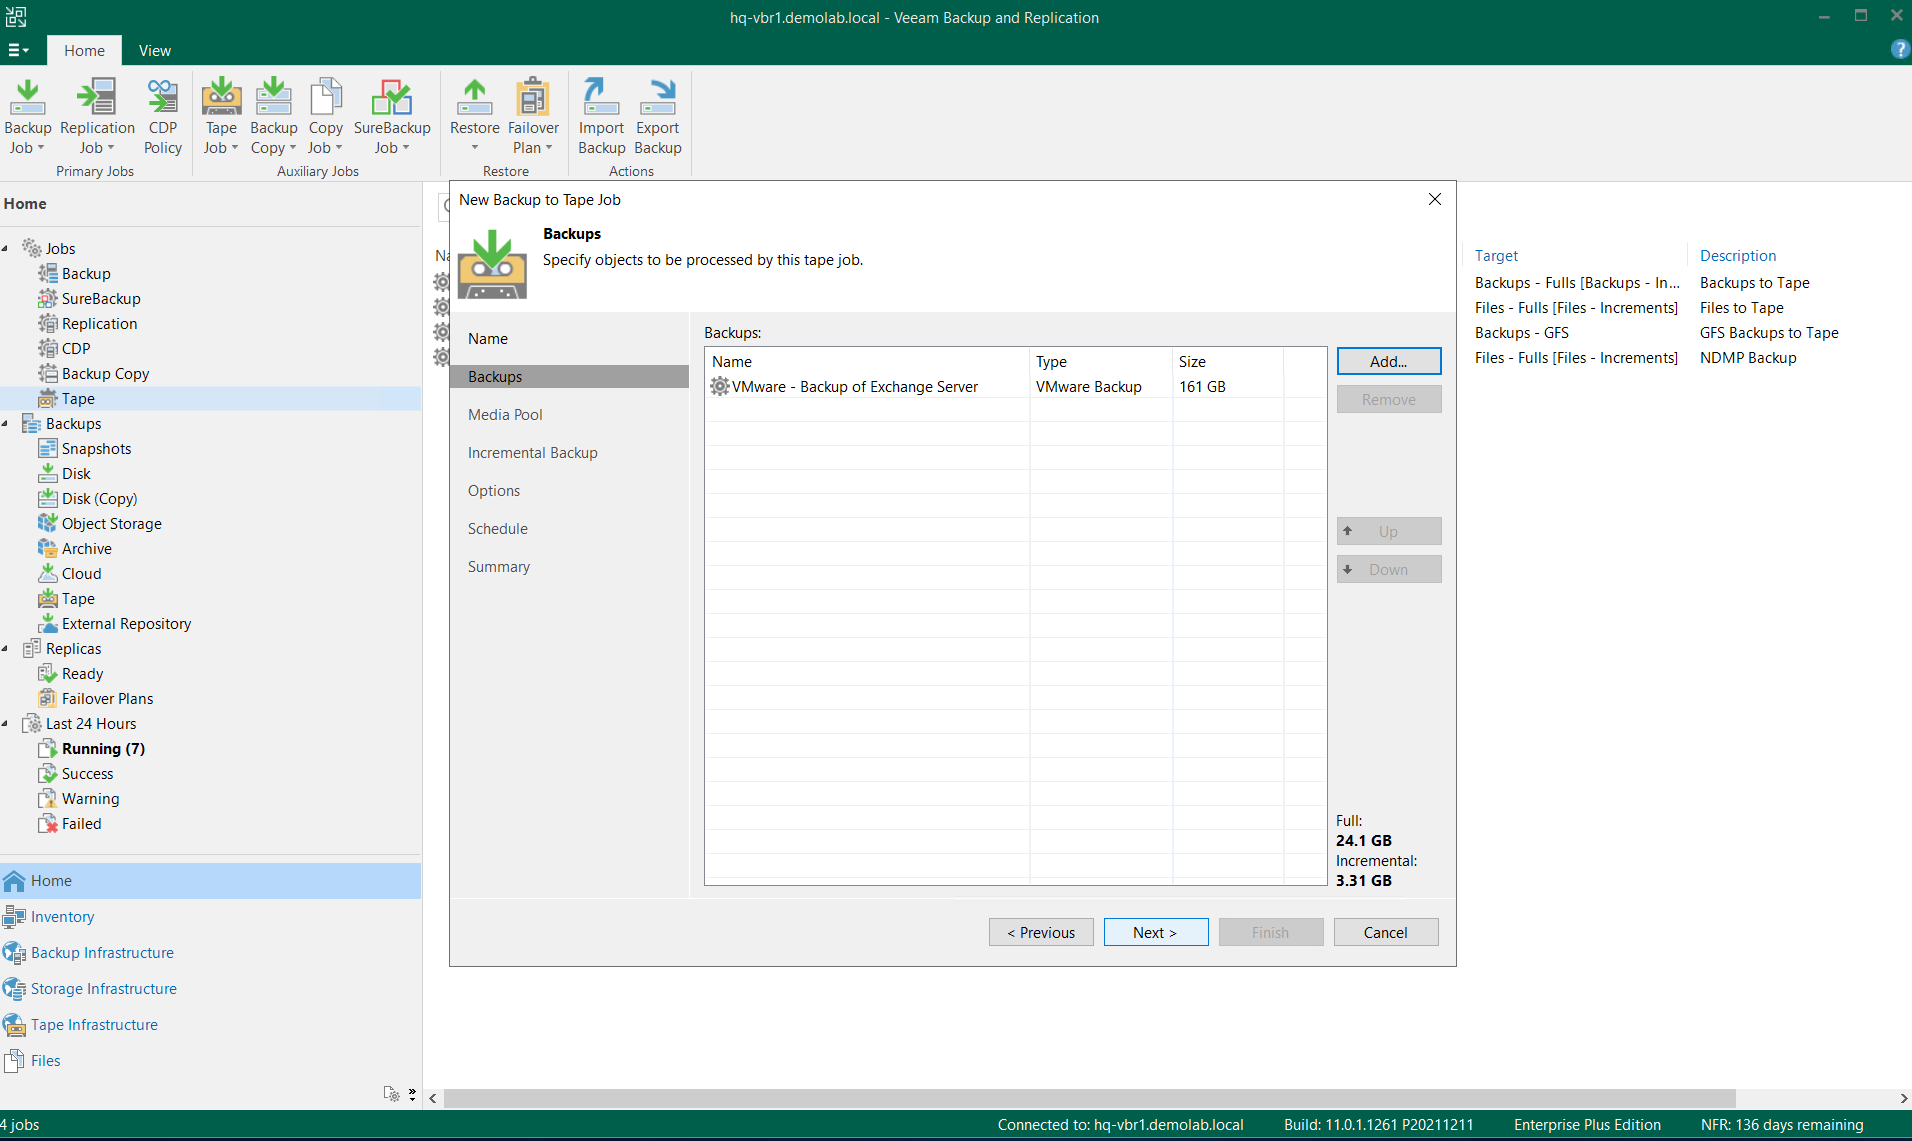 hq-vbr1.demolab.local - Veeam Backup and Replication
Home View
Backup Job
Replication Job
CDP Policy
Primary Jobs
Tape Job
Backup Copy
Copy Job
SureBackup Job
Auxiliary Jobs
Restore
Failover Plan
Restore
Import Backup
Export Backup
Actions
Home
Jobs
Backup
SureBackup
Replication
CDP
Backup Copy
Tape
Backups
Snapshots
Disk
Disk (Copy)
Object Storage
Archive
Cloud
Tape
External Repository
Replicas
Ready
Failover Plans
Last 24 Hours
Running (7)
Success
Warning
Failed
Home
Inventory
Backup Infrastructure
Storage Infrastructure
Tape Infrastructure
Files
New Backup to Tape Job
Backups
Specify objects to be processed by this tape job.
Name
Backups
Media Pool
Incremental Backup
Options
Schedule
Summary
Backups:
Name Type Size
VMware - Backup of Exchange Server VMware Backup 161 GB
Add...
Remove
Up
Down
Full:
24.1 GB
Incremental:
3.31 GB
< Previous Next > Finish Cancel
Target Description
Backups - Fulls [Backups - In... Backups to Tape
Files - Fulls [Files - Increments] Files to Tape
Backups - GFS GFS Backups to Tape
Files - Fulls [Files - Increments] NDMP Backup
4 jobs
Connected to: hq-vbr1.demolab.local Build: 11.0.1.1261 P20211211 Enterprise Plus Edition NFR: 136 days remaining